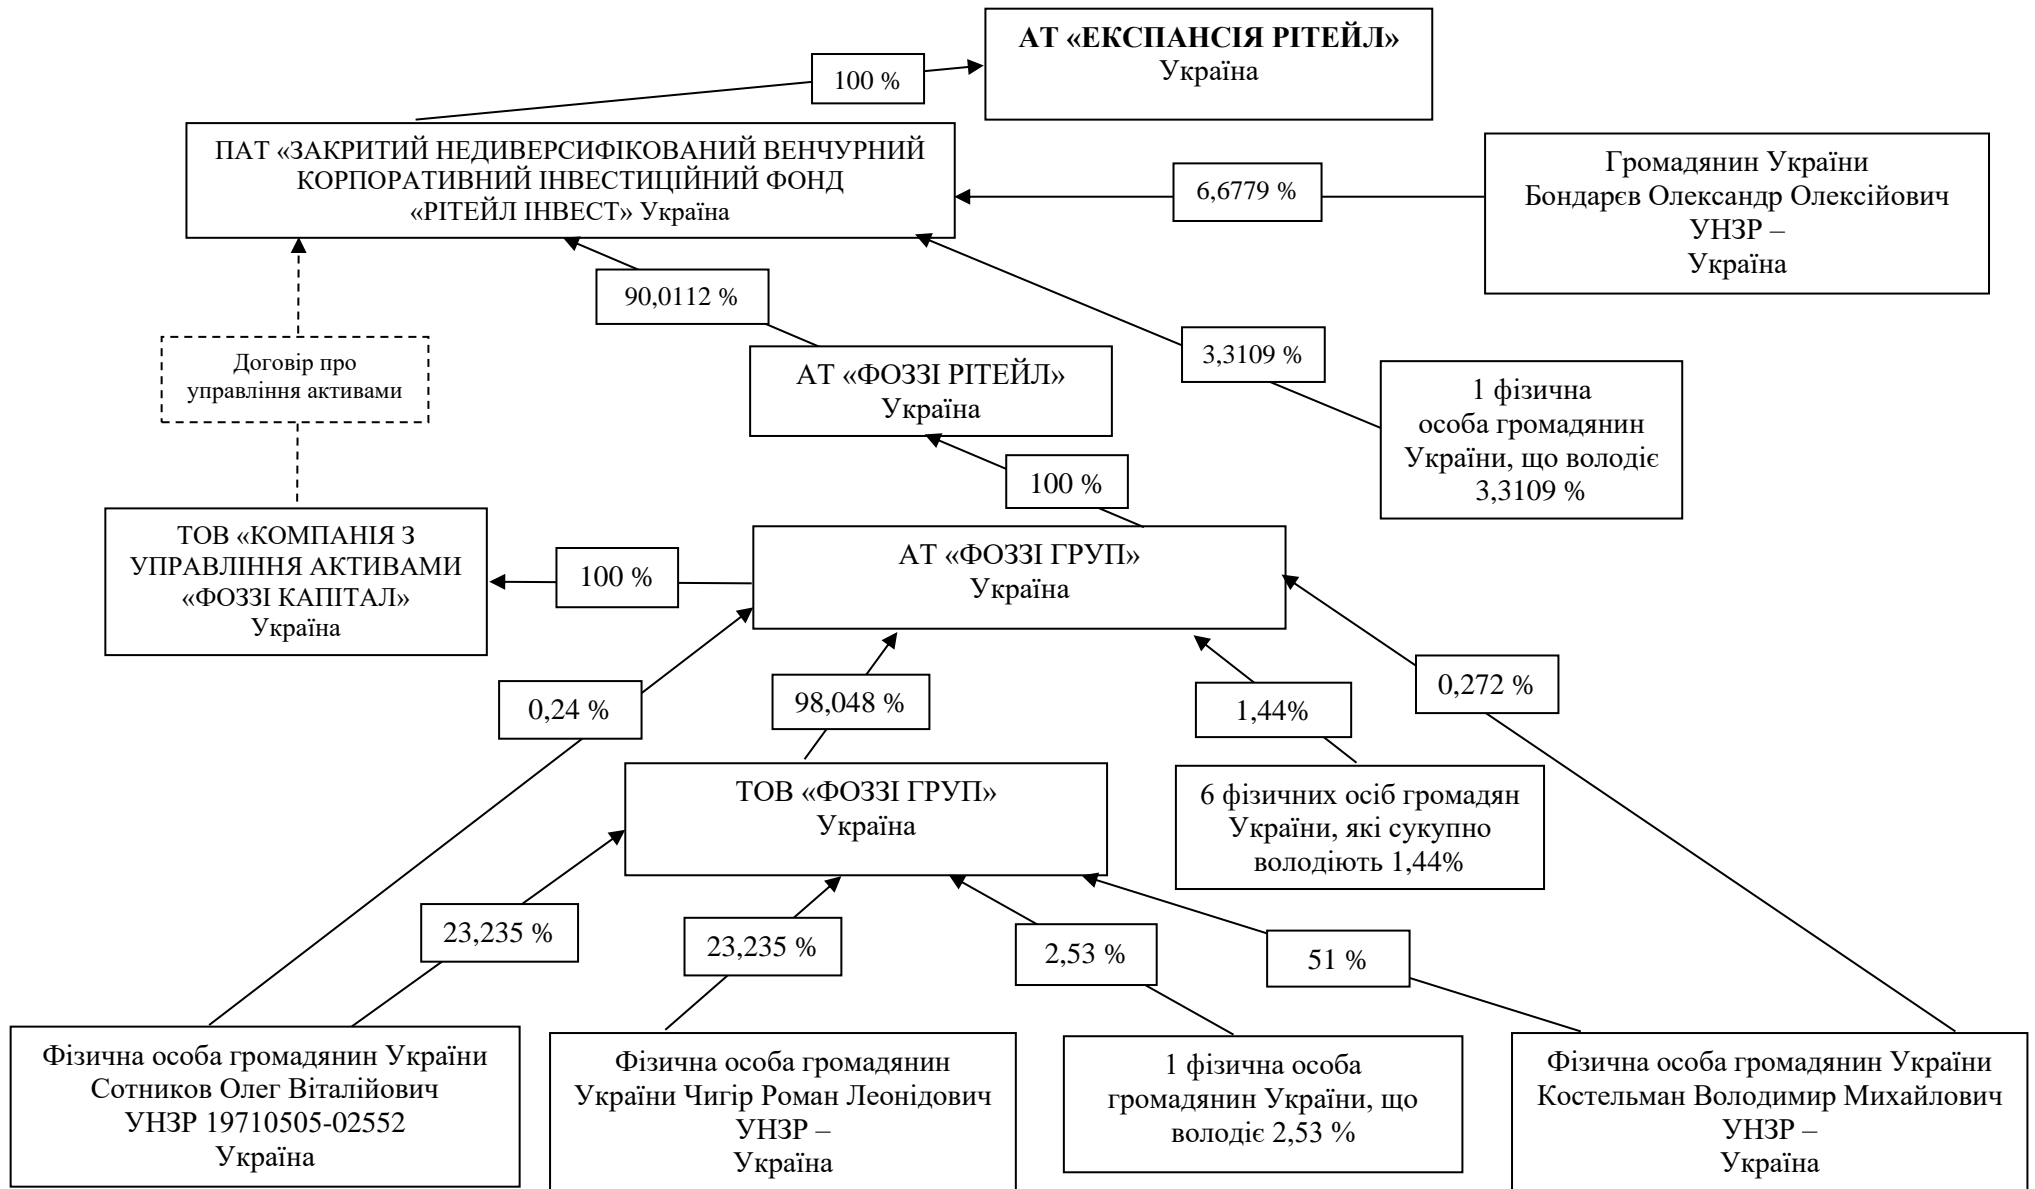 АТ «ЕКСПАНСІЯ РІТЕЙЛ»
Україна
100 %
ПАТ «ЗАКРИТИЙ НЕДИВЕРСИФІКОВАНИЙ ВЕНЧУРНИЙ
КОРПОРАТИВНИЙ ІНВЕСТИЦІЙНИЙ ФОНД
«РІТЕЙЛ ІНВЕСТ» Україна
6,6779 %
Громадянин України
Бондарєв Олександр Олексійович
УНЗР –
Україна
90,0112 %
Договір про
управління активами
АТ «ФОЗЗІ РІТЕЙЛ»
Україна
3,3109 %
1 фізична
особа громадянин
України, що володіє
3,3109 %
100 %
ТОВ «КОМПАНІЯ З
УПРАВЛІННЯ АКТИВАМИ
«ФОЗЗІ КАПІТАЛ»
Україна
100 %
АТ «ФОЗЗІ ГРУП»
Україна
0,24 %
98,048 %
1,44%
0,272 %
ТОВ «ФОЗЗІ ГРУП»
Україна
6 фізичних осіб громадян
України, які сукупно
володіють 1,44%
23,235 %
23,235 %
2,53 %
51 %
Фізична особа громадянин України
Сотников Олег Віталійович
УНЗР 19710505-02552
Україна
Фізична особа громадянин
України Чигір Роман Леонідович
УНЗР –
Україна
1 фізична особа
громадянин України, що
володіє 2,53 %
Фізична особа громадянин України
Костельман Володимир Михайлович
УНЗР –
Україна